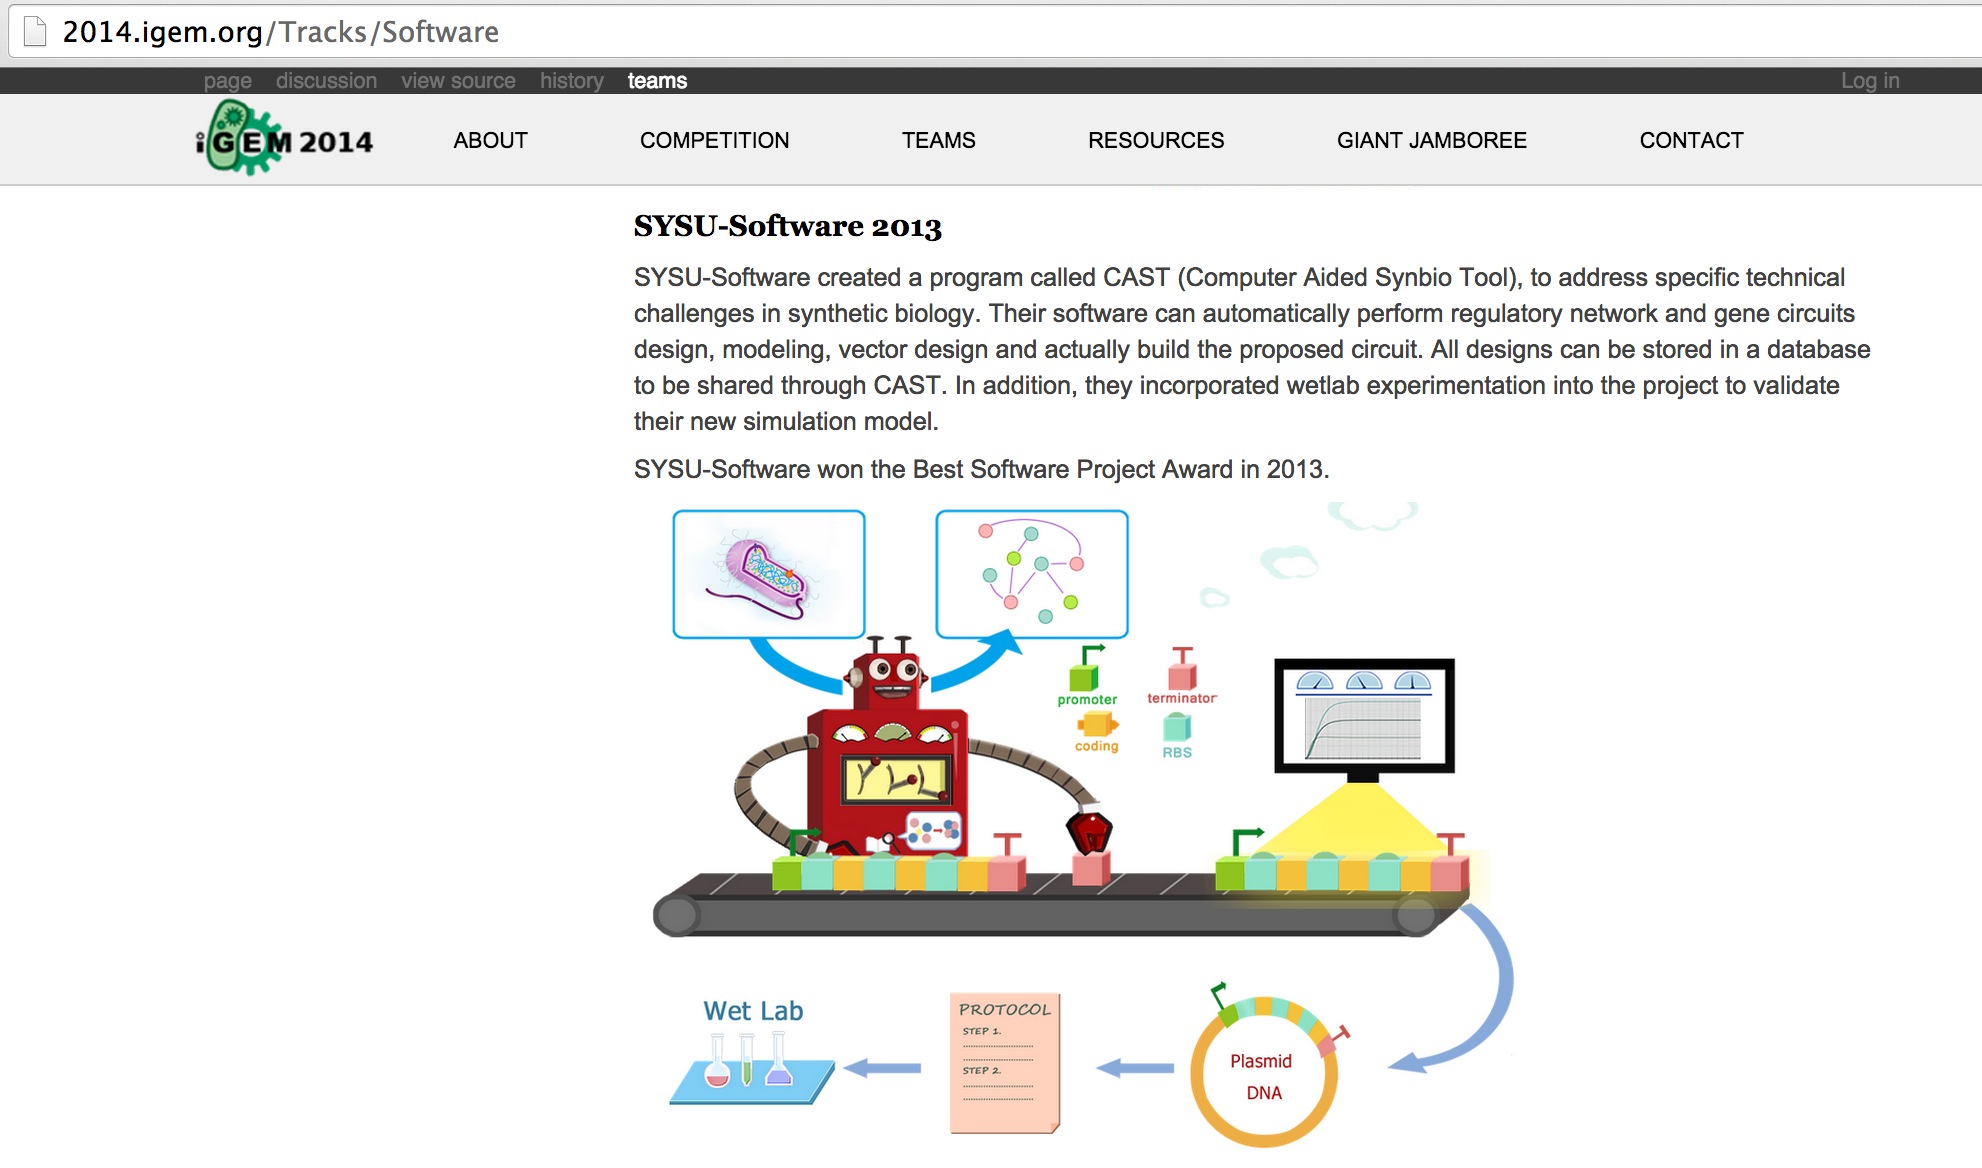 2014.igem.org/Tracks/Software
page discussion view source history teams Log in
iGEM 2014 ABOUT COMPETITION TEAMS RESOURCES GIANT JAMBOREE CONTACT
SYSU-Software 2013
SYSU-Software created a program called CAST (Computer Aided Synbio Tool), to address specific technical
challenges in synthetic biology. Their software can automatically perform regulatory network and gene circuits
design, modeling, vector design and actually build the proposed circuit. All designs can be stored in a database
to be shared through CAST. In addition, they incorporated wetlab experimentation into the project to validate
their new simulation model.
SYSU-Software won the Best Software Project Award in 2013.
promoter terminator
coding RBS
Wet Lab
PROTOCOL
STEP 1.
STEP 2.
Plasmid
DNA